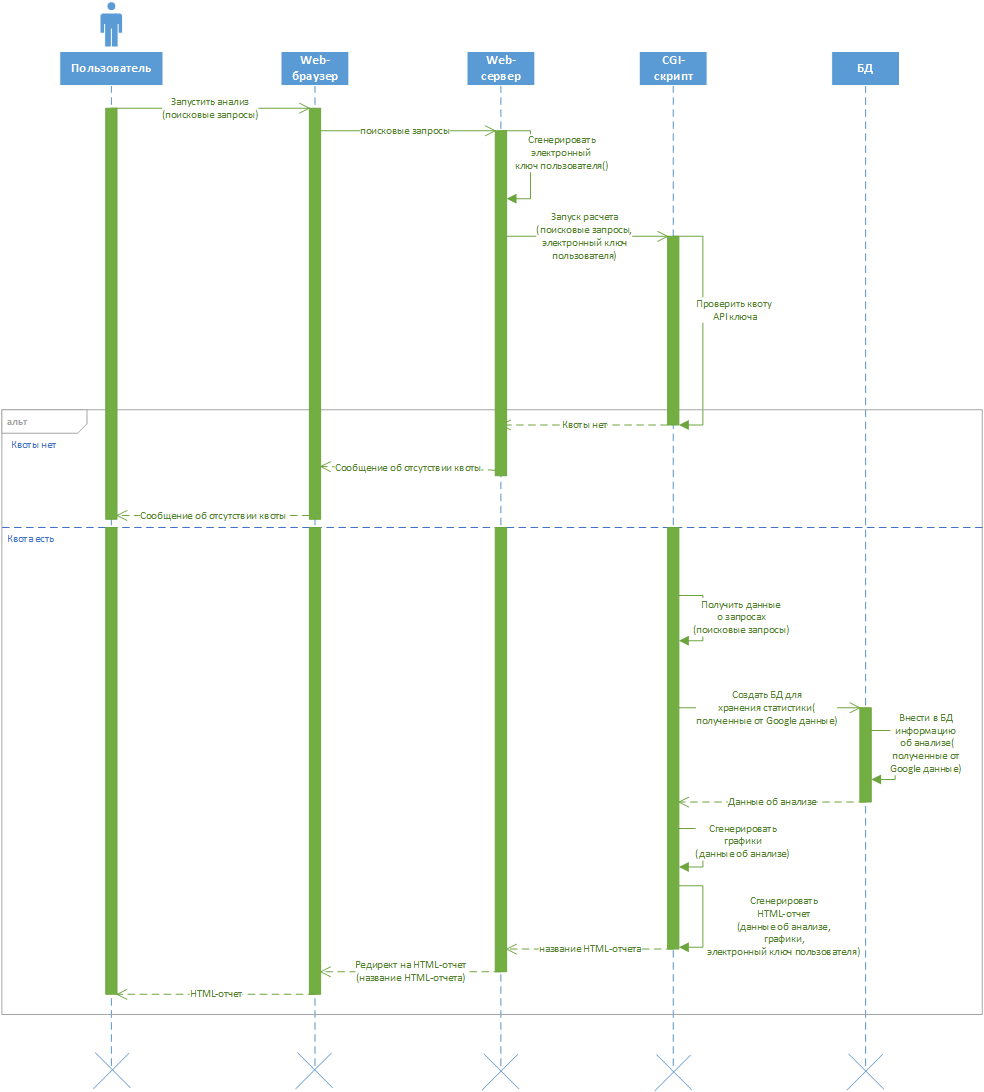 Пользователь
Web-
браузер
Web-
сервер
CGI-
скрипт
БД
Запустить анализ
(поисковые запросы)
поисковые запросы
Сгенерировать
электронный
ключ пользователя()
Запуск расчета
(поисковые запросы,
электронный ключ
пользователя)
Проверить квоту
API ключа
альт
Квоты нет
Квоты нет
Сообщение об отсутствии квоты
Сообщение об отсутствии квоты
Квота есть
Получить данные
о запросах
(поисковые запросы)
Создать БД для
хранения статистики(
полученные от Google данные)
Внести в БД
информацию
об анализе(
полученные от
Google данные)
Данные об анализе
Сгенерировать
графики
(данные об анализе)
Сгенерировать
HTML-отчет
(данные об анализе,
графики,
электронный ключ пользователя)
название HTML-отчета
Редирект на HTML-отчет
(название HTML-отчета)
HTML-отчет